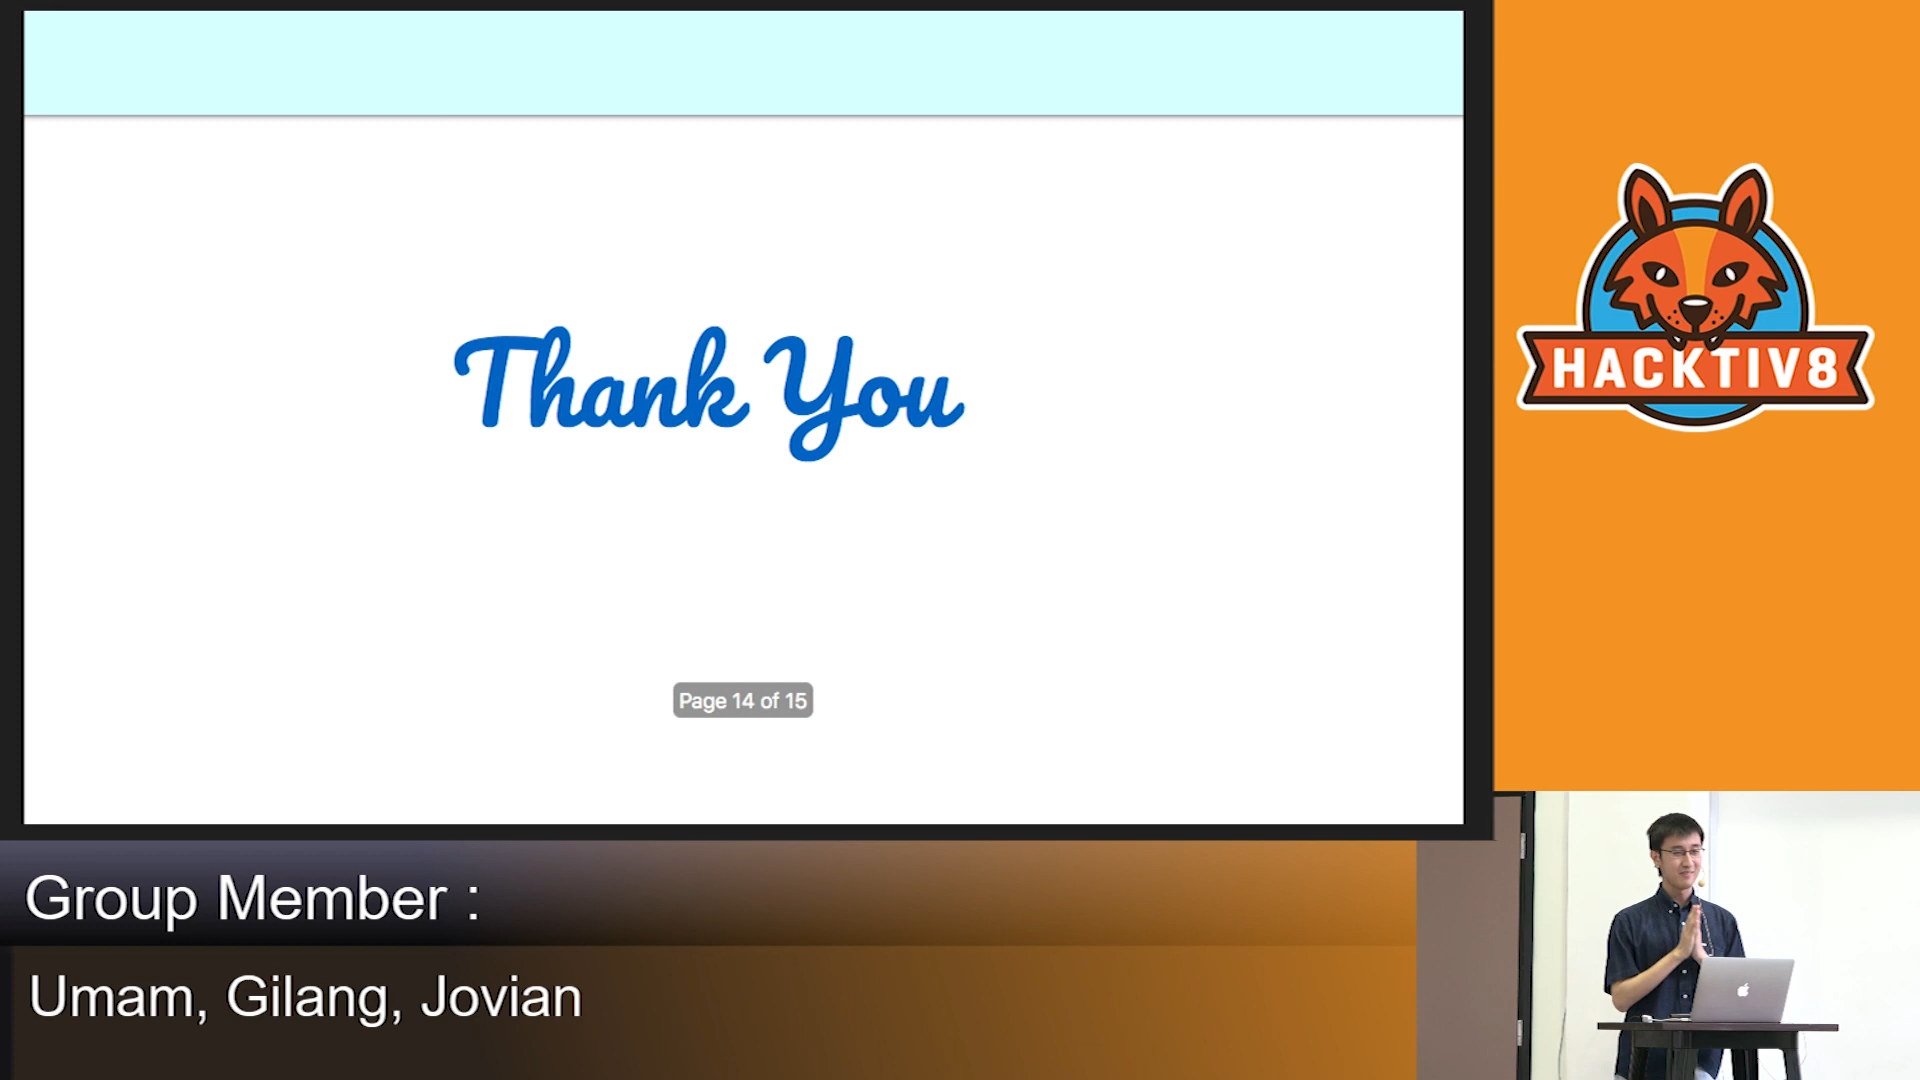 Thank You
Page 14 of 15
HACKTIV8
Group Member :
Umam, Gilang, Jovian